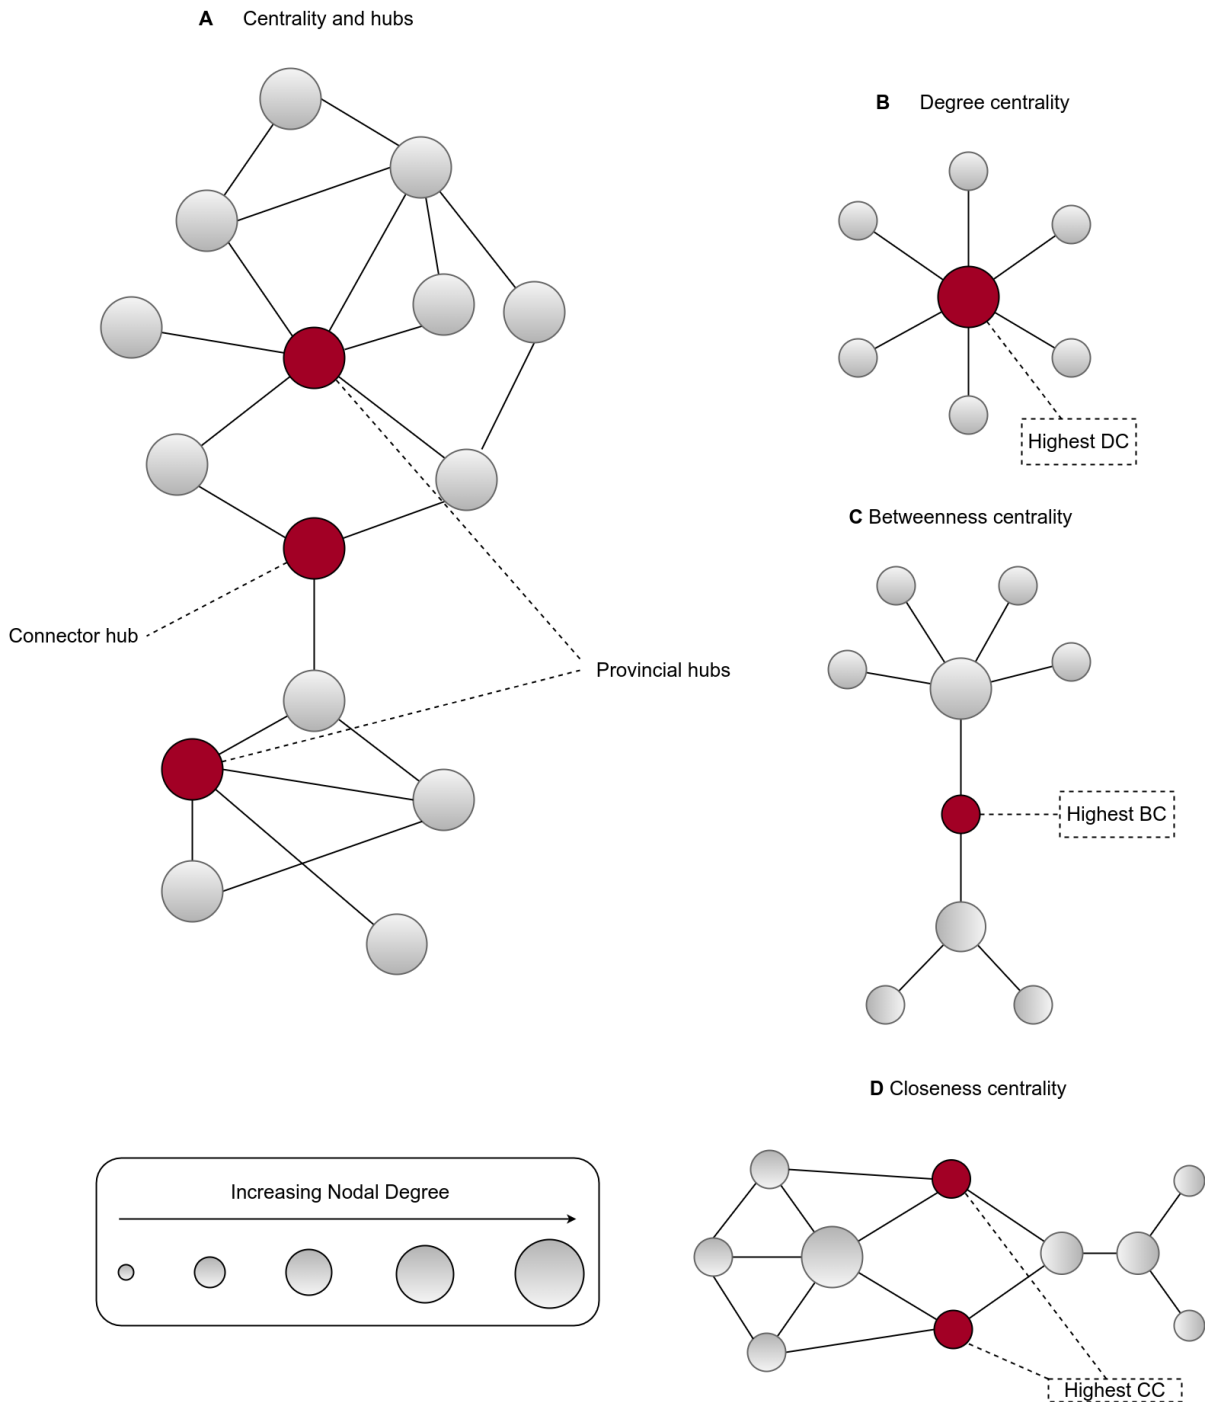 A Centrality and hubs
B Degree centrality
Highest DC
C Betweenness centrality
Connector hub
Provincial hubs
Highest BC
D Closeness centrality
Increasing Nodal Degree
Highest CC